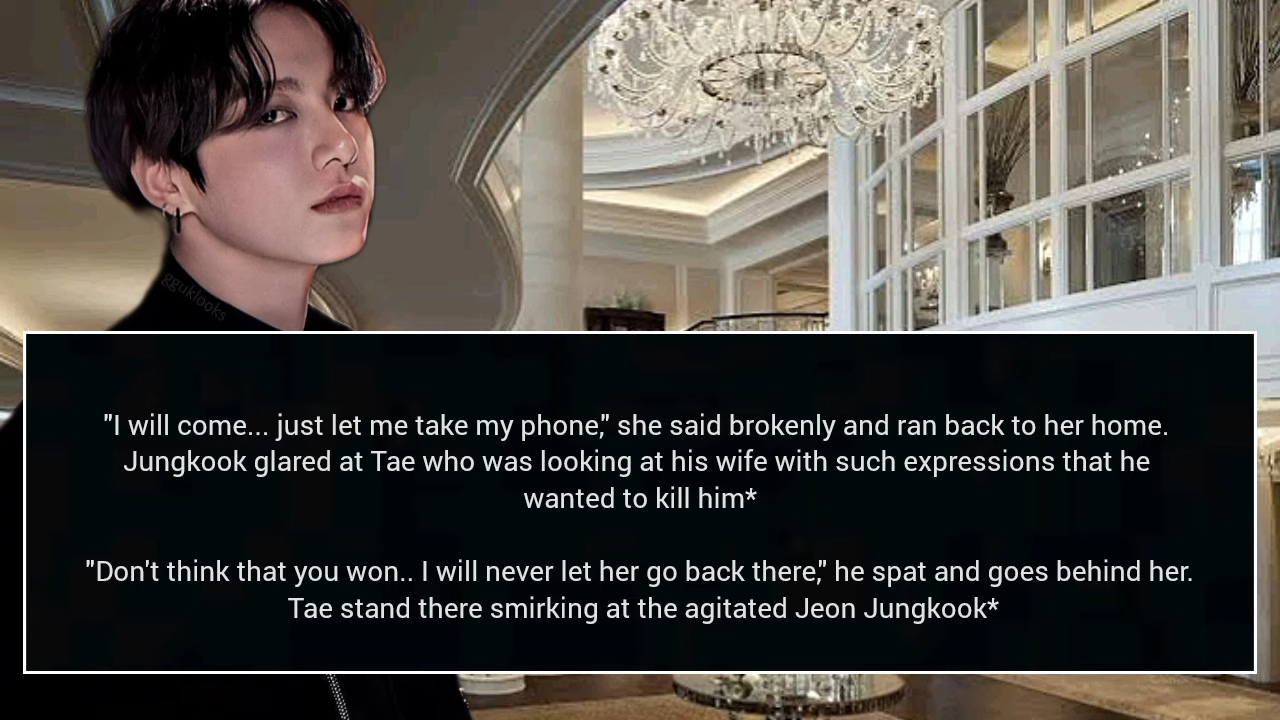 gguklooks
"I will come... just let me take my phone," she said brokenly and ran back to her home.
Jungkook glared at Tae who was looking at his wife with such expressions that he
wanted to kill him*
"Don't think that you won.. I will never let her go back there," he spat and goes behind her.
Tae stand there smirking at the agitated Jeon Jungkook*